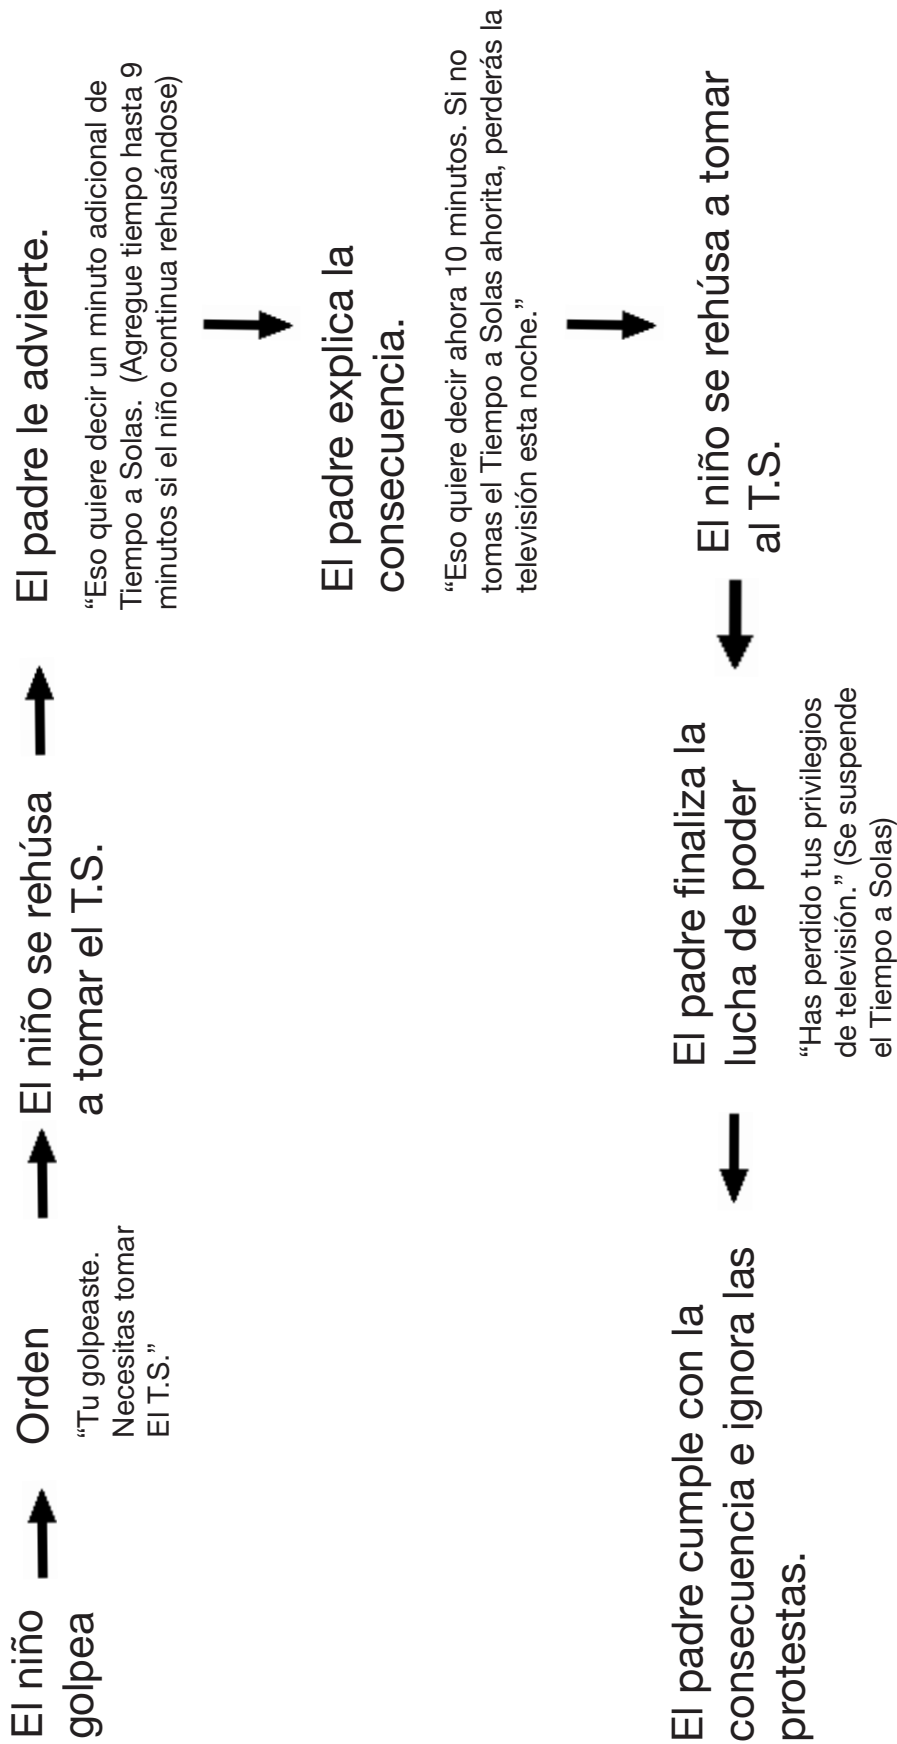 El niño
golpea
Orden
“Tu golpeaste.
Necesitas tomar
El T.S.”
El niño se rehúsa
a tomar el T.S.
El padre le advierte.
“Eso quiere decir un minuto adicional de
Tiempo a Solas.  (Agregue tiempo hasta 9
minutos si el niño continua rehusándose)
El padre explica la
consecuencia.
“Eso quiere decir ahora 10 minutos. Si no
tomas el Tiempo a Solas ahorita, perderás la
televisión esta noche.”
El niño se rehúsa a tomar
al T.S.
El padre finaliza la
lucha de poder
“Has perdido tus privilegios
de televisión.” (Se suspende
el Tiempo a Solas)
El padre cumple con la
consecuencia e ignora las
protestas.